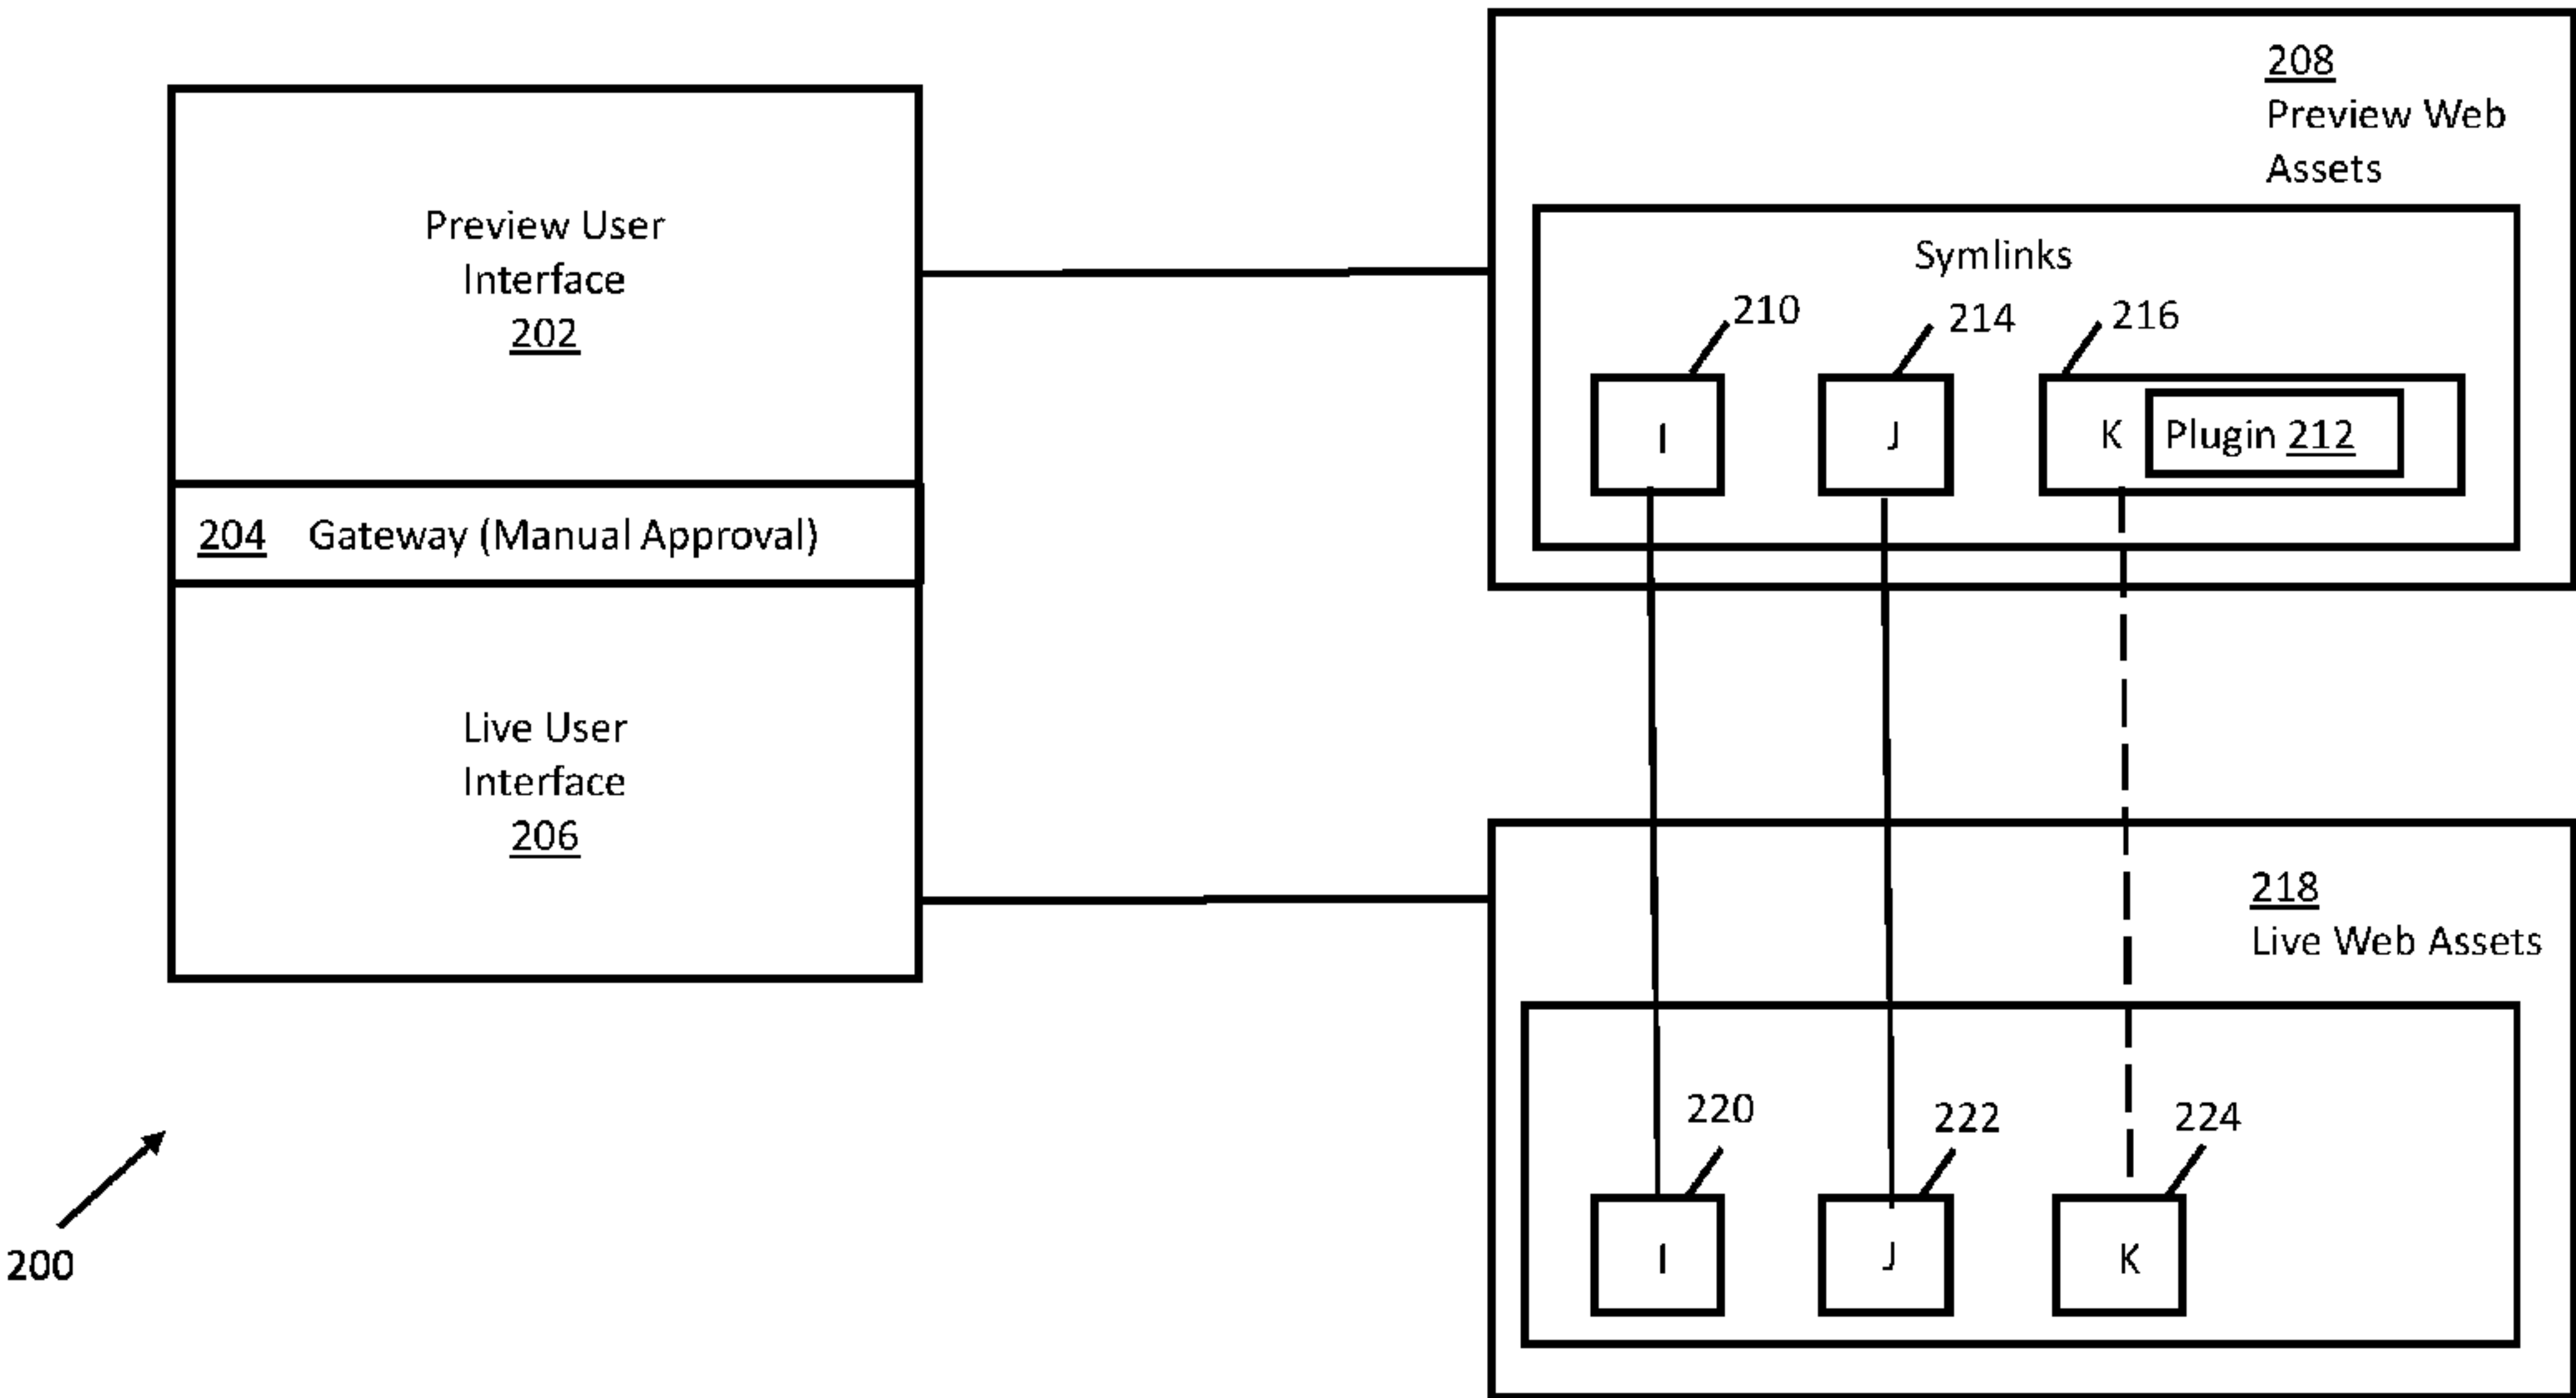 Preview User
Interface
202
204 Gateway (Manual Approval)
Live User
Interface
206
200
208
Preview Web
Assets
Symlinks
210
214
216
I
J
K
Plugin 212
218
Live Web Assets
220
222
224
I
J
K